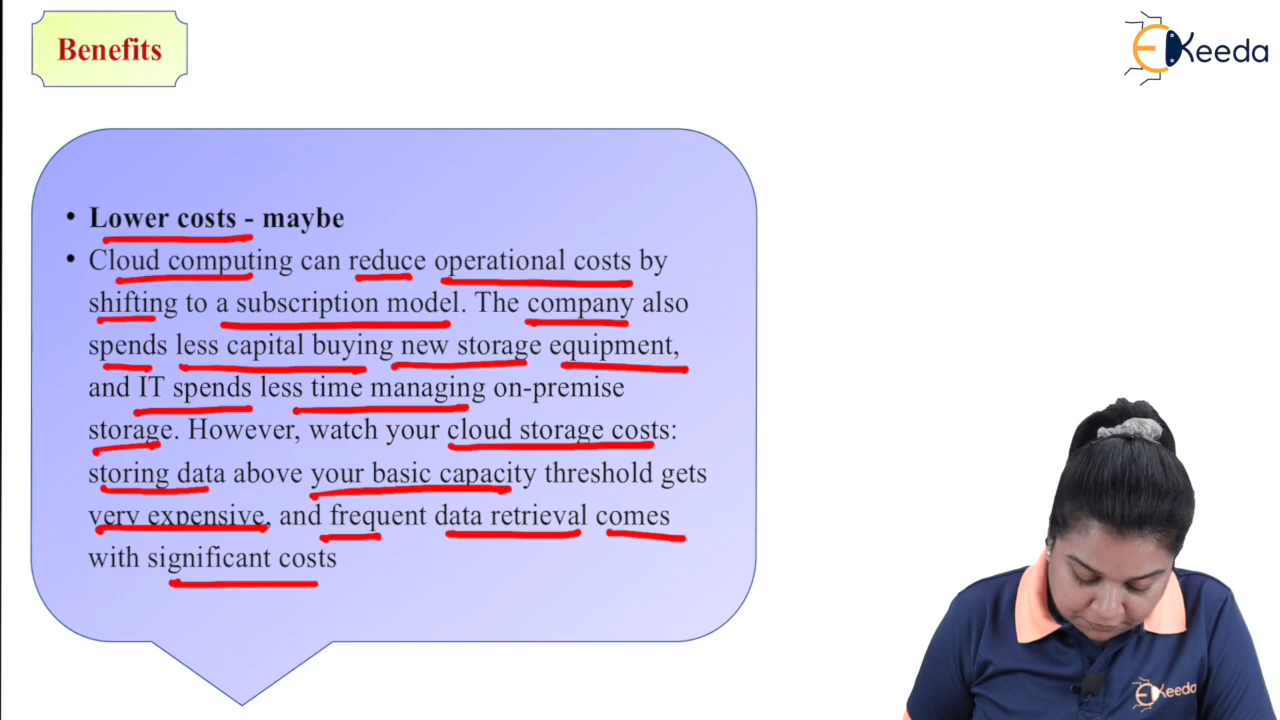 Benefits
EKeeda
• Lower costs - maybe
• Cloud computing can reduce operational costs by
shifting to a subscription model. The company also
spends less capital buying new storage equipment,
and IT spends less time managing on-premise
storage. However, watch your cloud storage costs:
storing data above your basic capacity threshold gets
very expensive, and frequent data retrieval comes
with significant costs
EKeeda